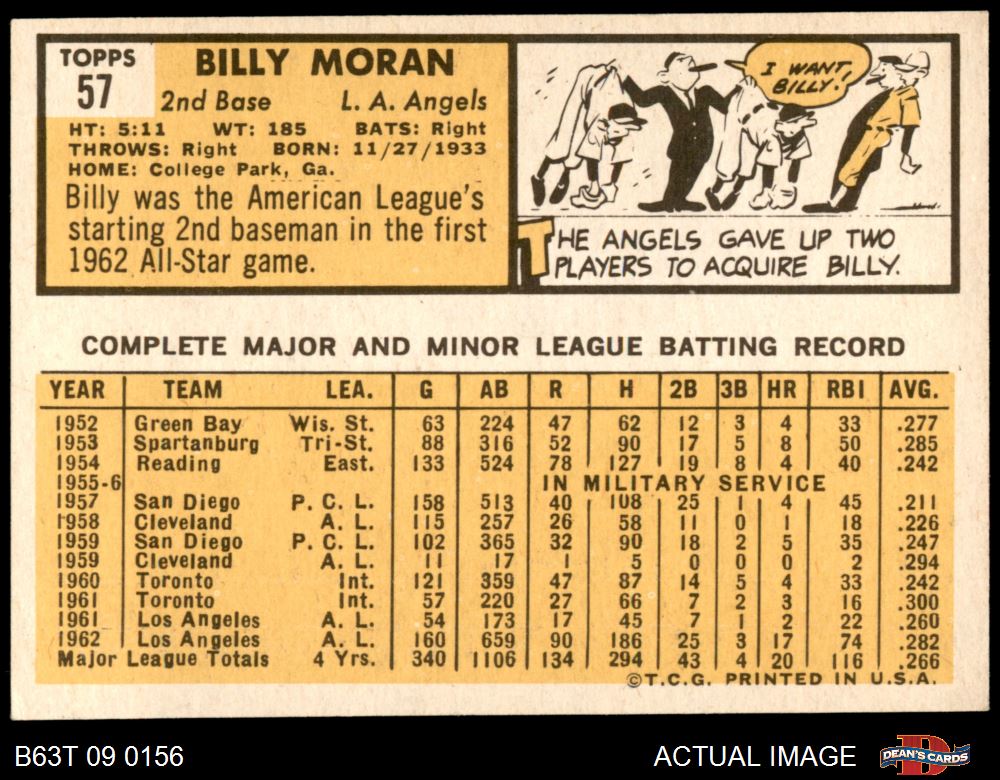 TOPPS
57
BILLY MORAN
2nd Base L. A. Angels
HT: 5:11 WT: 185 BATS: Right
THROWS: Right BORN: 11/27/1933
HOME: College Park, Ga.
Billy was the American League's
starting 2nd baseman in the first
1962 All-Star game.
I WANT
BILLY!
THE ANGELS GAVE UP TWO
PLAYERS TO ACQUIRE BILLY.
COMPLETE MAJOR AND MINOR LEAGUE BATTING RECORD
YEAR TEAM LEA. G AB R H 2B 3B HR RBI AVG.
1952 Green Bay Wis. St. 63 224 47 62 12 3 4 33 .277
1953 Spartanburg Tri-St. 88 316 52 90 17 5 8 50 .285
1954 Reading East. 133 524 78 127 19 8 4 40 .242
1955-6 IN MILITARY SERVICE
1957 San Diego P. C. L. 158 513 40 108 25 1 4 45 .211
1958 Cleveland A. L. 115 257 26 58 11 0 1 18 .226
1959 San Diego P. C. L. 102 365 32 90 18 2 5 35 .247
1959 Cleveland A. L. 11 17 1 5 0 0 0 2 .294
1960 Toronto Int. 121 359 47 87 14 5 4 33 .242
1961 Toronto Int. 57 220 27 66 7 2 3 16 .300
1961 Los Angeles A. L. 54 173 17 45 7 1 2 22 .260
1962 Los Angeles A. L. 160 659 90 186 25 3 17 74 .282
Major League Totals 4 Yrs. 340 1106 134 294 43 4 20 116 .266
©T.C.G. PRINTED IN U.S.A.
B63T 09 0156 ACTUAL IMAGE DEAN'S CARDS